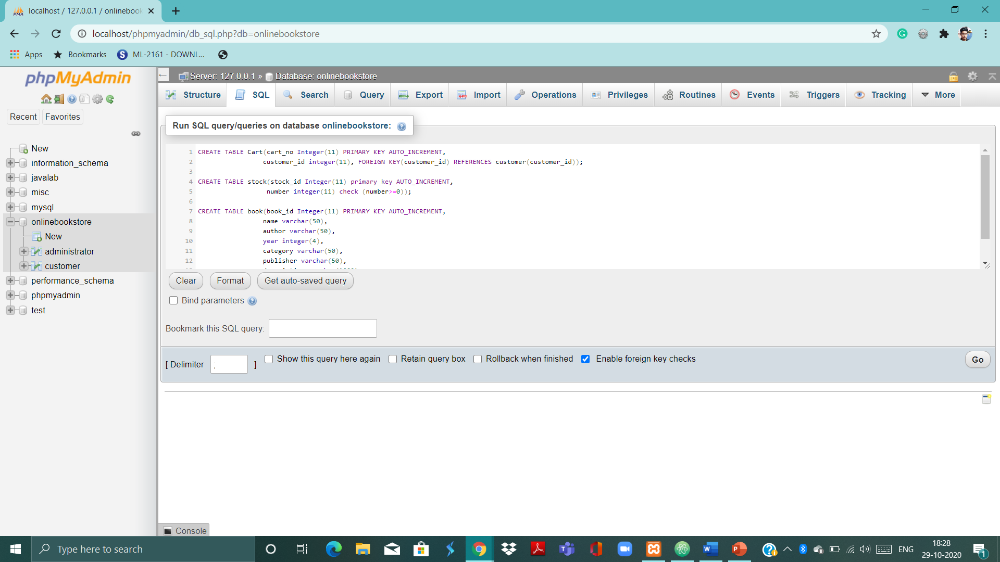 localhost / 127.0.0.1 / onlinebook
localhost/phpmyadmin/db_sql.php?db=onlinebookstore
Apps Bookmarks ML-2161 - DOWNL...
phpMyAdmin
Recent Favorites
New
information_schema
javalab
misc
mysql
onlinebookstore
New
administrator
customer
performance_schema
phpmyadmin
test
Server: 127.0.0.1 » Database: onlinebookstore
Structure SQL Search Query Export Import Operations Privileges Routines Events Triggers Tracking More
Run SQL query/queries on database onlinebookstore:
1 CREATE TABLE Cart(cart_no Integer(11) PRIMARY KEY AUTO_INCREMENT,
2 customer_id integer(11), FOREIGN KEY(customer_id) REFERENCES customer(customer_id));
3
4 CREATE TABLE stock(stock_id Integer(11) primary key AUTO_INCREMENT,
5 number integer(11) check (number>=0));
6
7 CREATE TABLE book(book_id Integer(11) PRIMARY KEY AUTO_INCREMENT,
8 name varchar(50),
9 author varchar(50),
10 year integer(4),
11 category varchar(50),
12 publisher varchar(50),
Clear Format Get auto-saved query
Bind parameters
Bookmark this SQL query:
[ Delimiter ; ] Show this query here again Retain query box Rollback when finished Enable foreign key checks Go
Console
Type here to search
ENG
18:28
29-10-2020
1